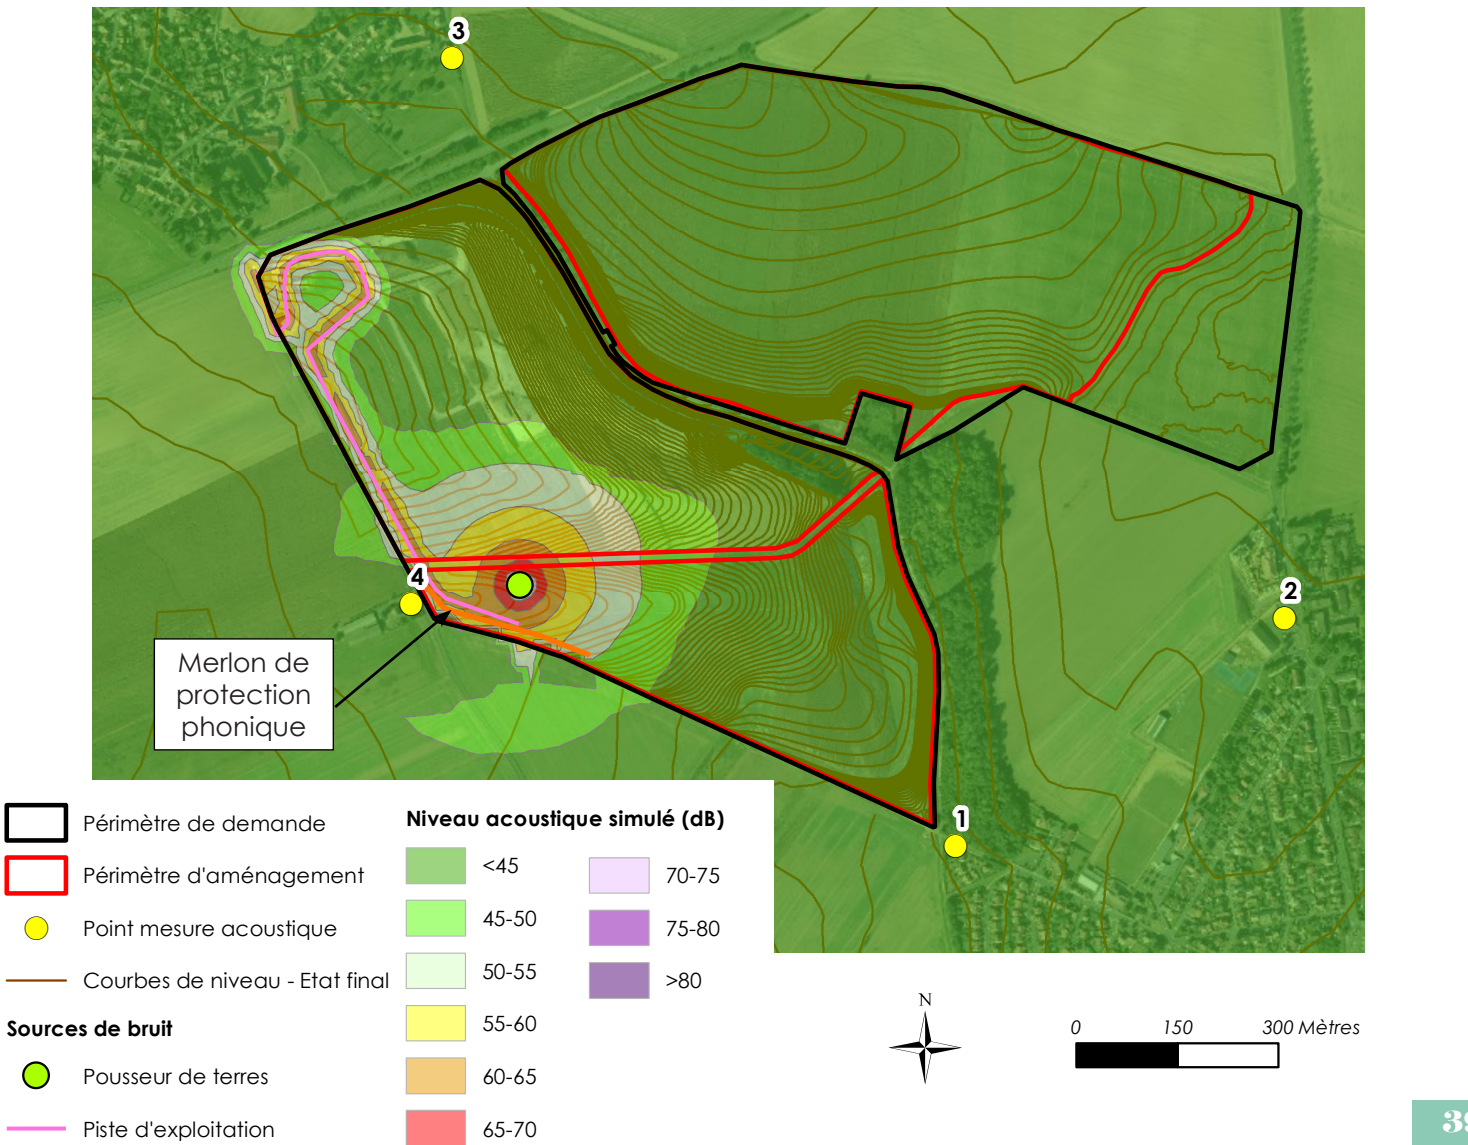 3
4
2
1
Merlon de
protection
phonique
Périmètre de demande
Périmètre d'aménagement
Point mesure acoustique
Courbes de niveau - Etat final
Sources de bruit
Pousseur de terres
Piste d'exploitation
Niveau acoustique simulé (dB)
<45
45-50
50-55
55-60
60-65
65-70
70-75
75-80
>80
N
0 150 300 Mètres